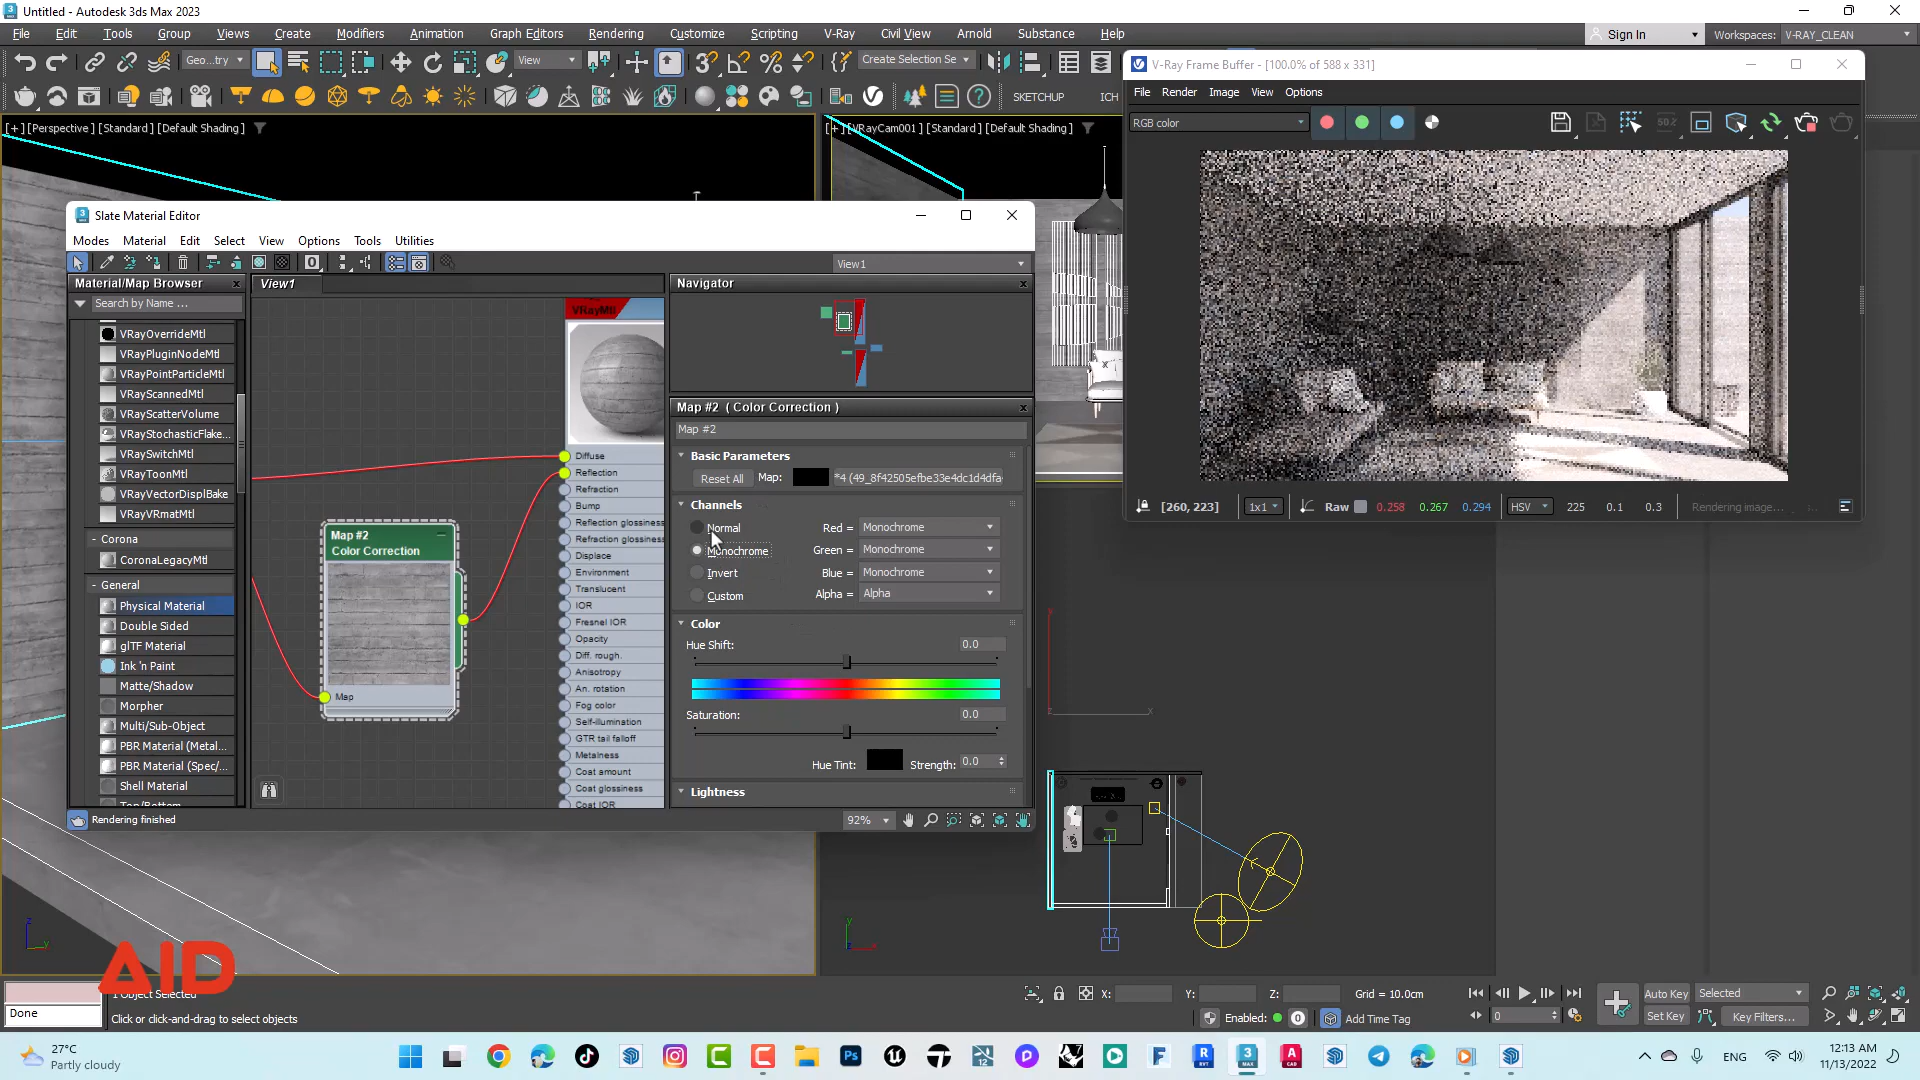 Untitled - Autodesk 3ds Max 2023
File Edit Tools Group Views Create Modifiers Animation Graph Editors Rendering Customize Scripting V-Ray Civil View Arnold Substance Help
Sign In Workspaces: V-RAY_CLEAN
Geo...try View Create Selection Se
SKETCHUP ICH
V-Ray Frame Buffer - [100.0% of 588 x 331]
File Render Image View Options
RGB color
[+] [Perspective] [Standard] [Default Shading]
[+] [VRayCam001] [Standard] [Default Shading]
Slate Material Editor
Modes Material Edit Select View Options Tools Utilities
View1
Material/Map Browser
Search by Name ...
VRayOverrideMtl
VRayPluginNodeMtl
VRayPointParticleMtl
VRayScannedMtl
VRayScatterVolume
VRayStochasticFlake...
VRaySwitchMtl
VRayToonMtl
VRayVectorDisplBake
VRayVRmatMtl
- Corona
CoronaLegacyMtl
- General
Physical Material
Double Sided
glTF Material
Ink 'n Paint
Matte/Shadow
Morpher
Multi/Sub-Object
PBR Material (Metal...
PBR Material (Spec/...
Shell Material
View1
Map #2
Color Correction
Map
VRayMtl
Diffuse
Reflection
Refraction
Bump
Reflection glossiness
Refraction glossiness
Displace
Environment
Translucent
IOR
Fresnel IOR
Opacity
Diff. rough.
Anisotropy
An. rotation
Fog color
Self-illumination
GTR tail falloff
Metalness
Coat amount
Coat glossiness
Coat IOR
Navigator
Map #2 ( Color Correction )
Map #2
Basic Parameters
Reset All Map: *4 (49_8f42505efbe33e4dc1d4dfa
Channels
Normal Red = Monochrome
Monochrome Green = Monochrome
Invert Blue = Monochrome
Custom Alpha = Alpha
Color
Hue Shift: 0.0
Saturation: 0.0
Hue Tint: Strength: 0.0
Lightness
Rendering finished
92%
[260, 223] 1x1 Raw 0.258 0.267 0.294 HSV 225 0.1 0.3 Rendering image...
AID
1 Object Selected
Done
Click or click-and-drag to select objects
X: Y: Z: Grid = 10.0cm
Enabled: 0 Add Time Tag
0
Auto Key Selected
Set Key Key Filters...
27°C
Partly cloudy
ENG
12:13 AM
11/13/2022